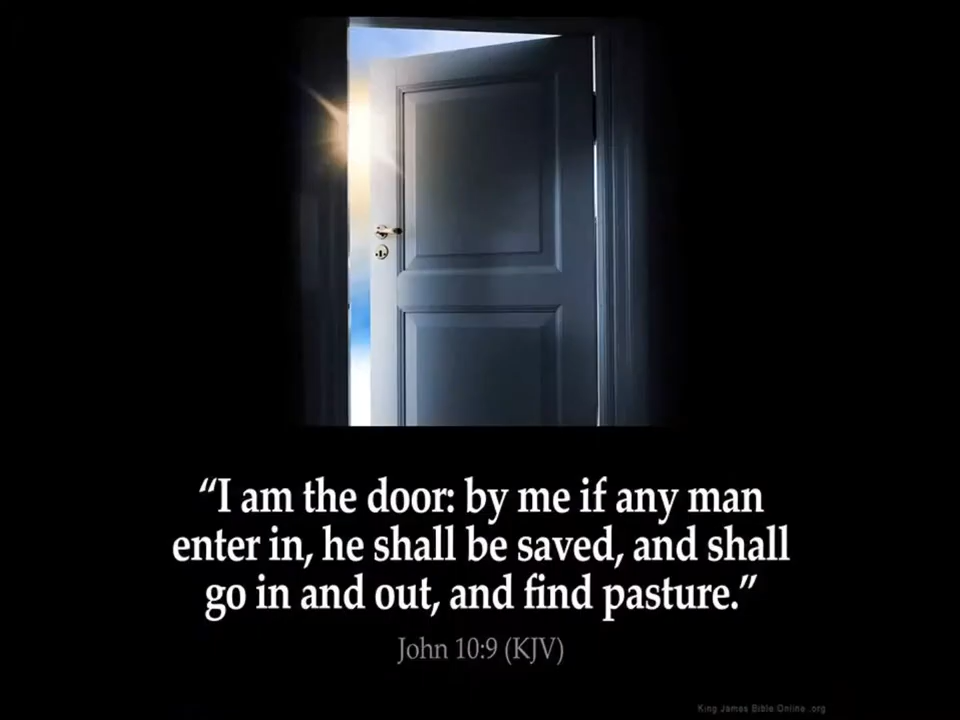 “I am the door: by me if any man
enter in, he shall be saved, and shall
go in and out, and find pasture.”
John 10:9 (KJV)
King James Bible Online .org